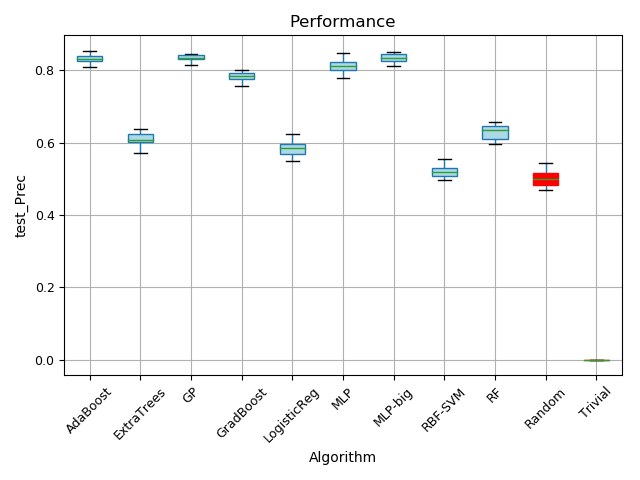 Performance
test_Prec
0.8
0.6
0.4
0.2
0.0
AdaBoost
ExtraTrees
GP
GradBoost
LogisticReg
MLP
MLP-big
RBF-SVM
RF
Random
Trivial
Algorithm